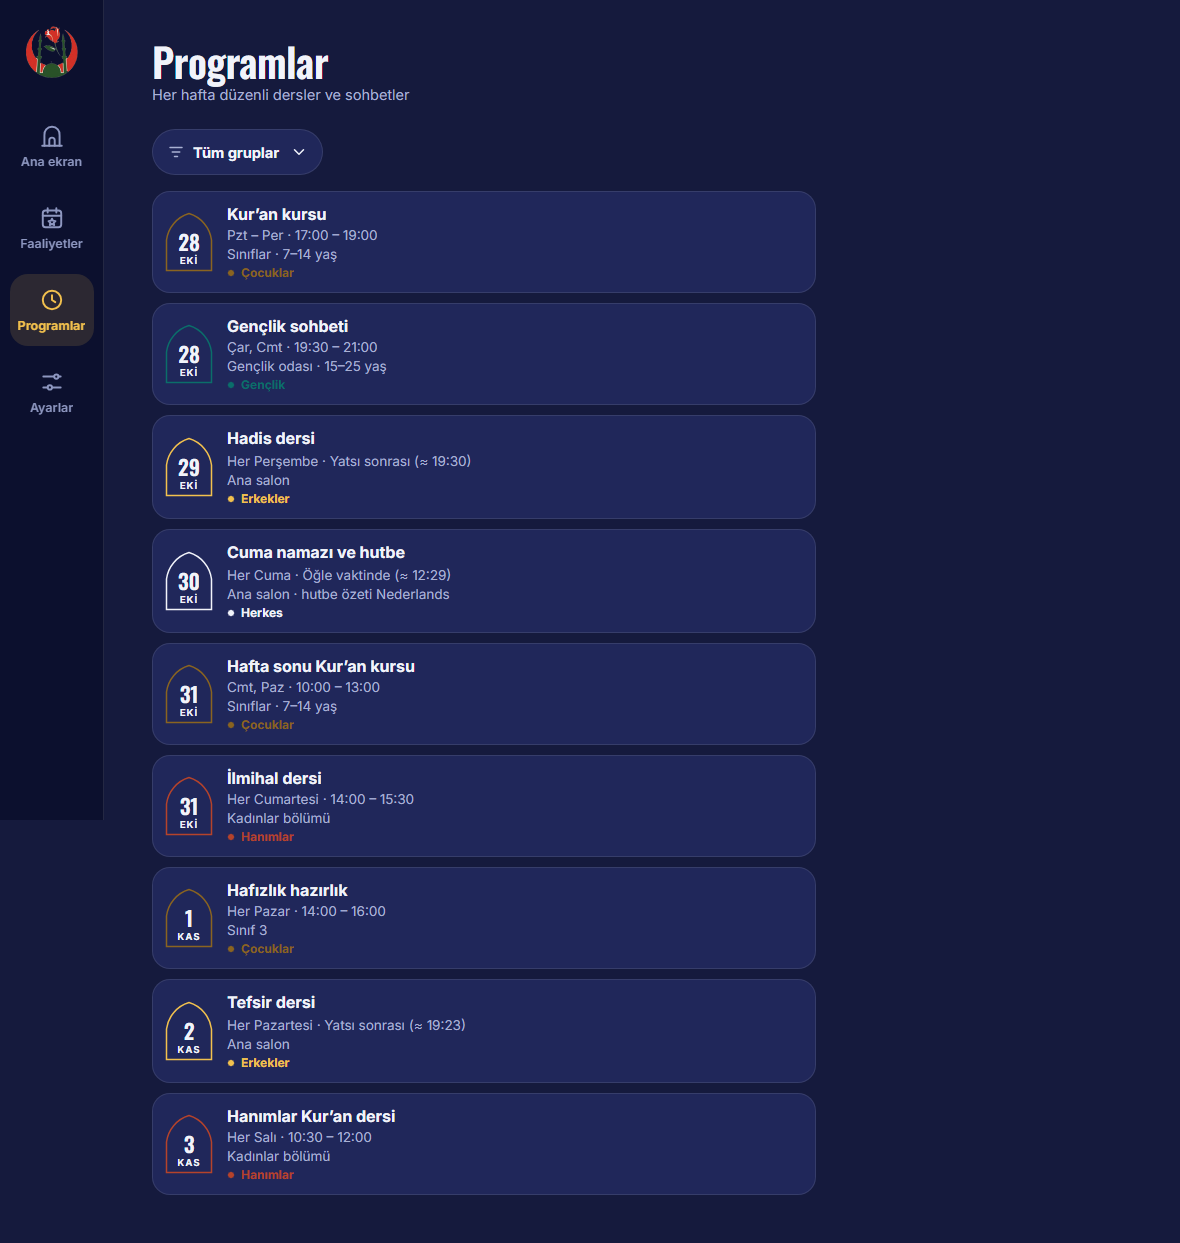 Programlar
Her hafta düzenli dersler ve sohbetler
Ana ekran
Faaliyetler
Programlar
Ayarlar
Tüm gruplar
28
EKİ
Kur’an kursu
Pzt – Per · 17:00 – 19:00
Sınıflar · 7–14 yaş
Çocuklar
28
EKİ
Gençlik sohbeti
Çar, Cmt · 19:30 – 21:00
Gençlik odası · 15–25 yaş
Gençlik
29
EKİ
Hadis dersi
Her Perşembe · Yatsı sonrası (≈ 19:30)
Ana salon
Erkekler
30
EKİ
Cuma namazı ve hutbe
Her Cuma · Öğle vaktinde (≈ 12:29)
Ana salon · hutbe özeti Nederlands
Herkes
31
EKİ
Hafta sonu Kur’an kursu
Cmt, Paz · 10:00 – 13:00
Sınıflar · 7–14 yaş
Çocuklar
31
EKİ
İlmihal dersi
Her Cumartesi · 14:00 – 15:30
Kadınlar bölümü
Hanımlar
1
KAS
Hafızlık hazırlık
Her Pazar · 14:00 – 16:00
Sınıf 3
Çocuklar
2
KAS
Tefsir dersi
Her Pazartesi · Yatsı sonrası (≈ 19:23)
Ana salon
Erkekler
3
KAS
Hanımlar Kur’an dersi
Her Salı · 10:30 – 12:00
Kadınlar bölümü
Hanımlar